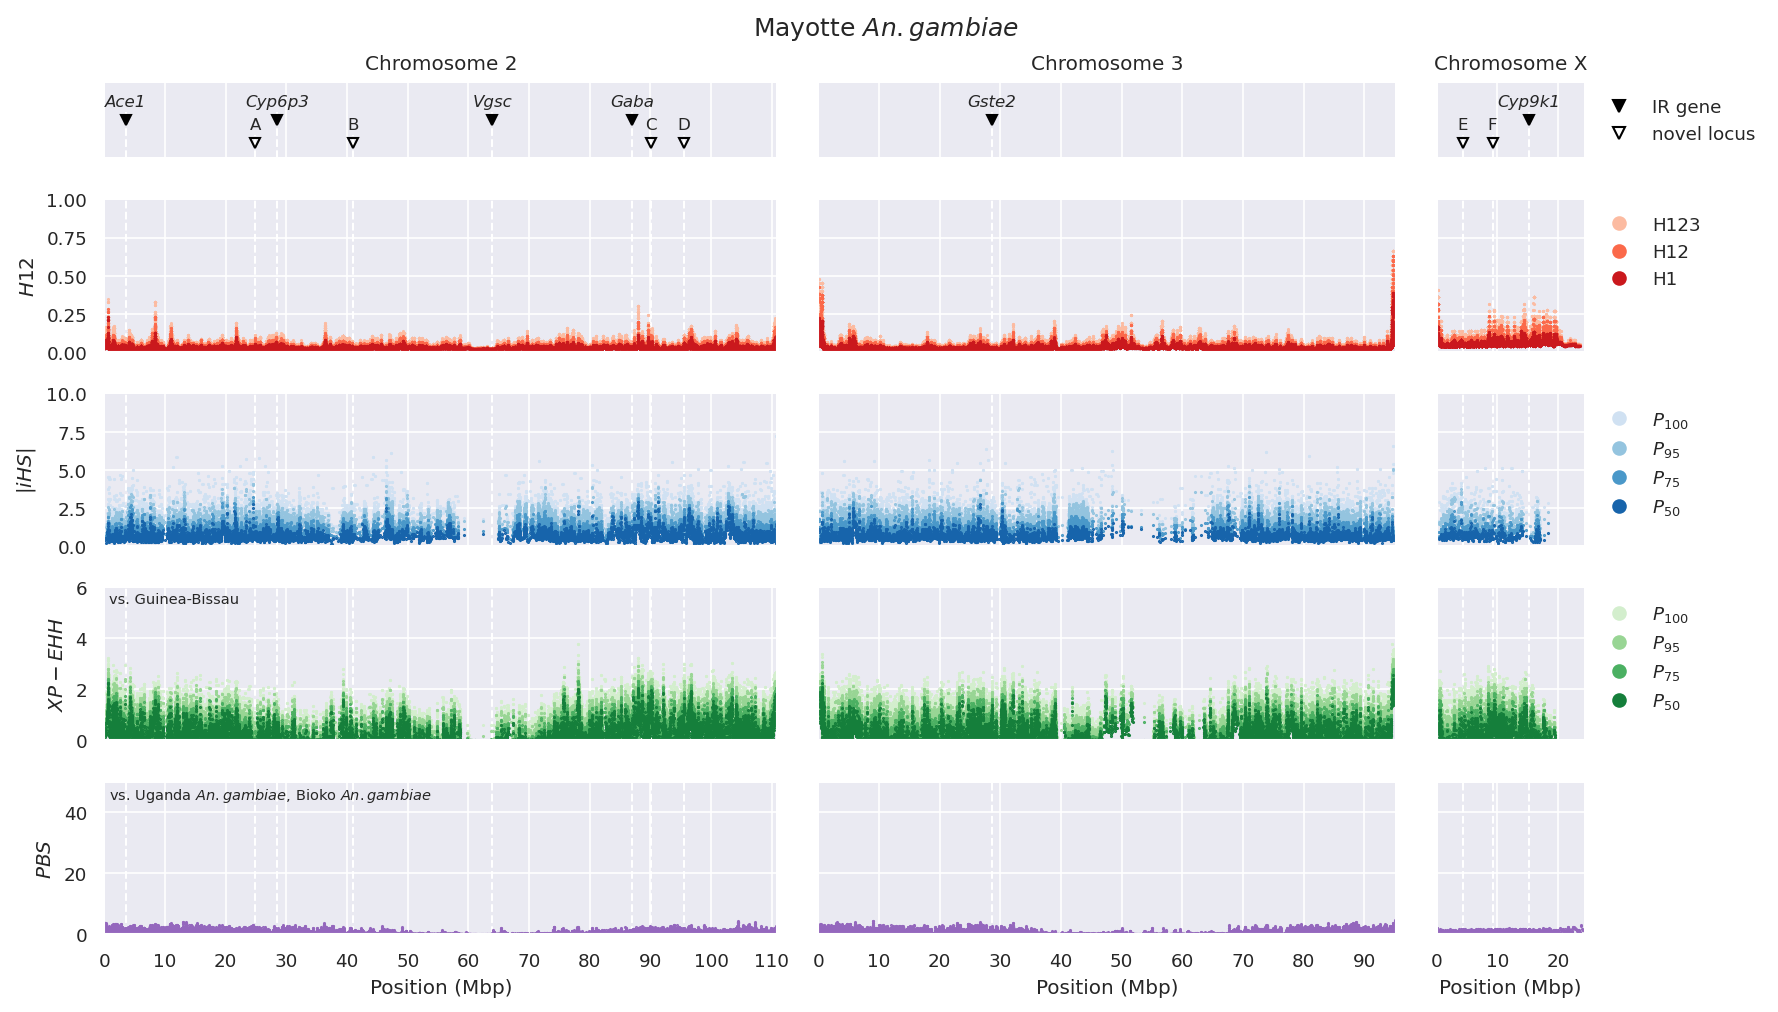 Mayotte An. gambiae
Chromosome 2 Chromosome 3 Chromosome X
Ace1 Cyp6p3 Vgsc Gaba Gste2 Cyp9k1
A B C D E F
IR gene
novel locus
H12
1.00
0.75
0.50
0.25
0.00
H123
H12
H1
|iHS|
10.0
7.5
5.0
2.5
0.0
P100
P95
P75
P50
XP − EHH
vs. Guinea-Bissau
6
4
2
0
P100
P95
P75
P50
PBS
vs. Uganda An. gambiae, Bioko An. gambiae
40
20
0
0 10 20 30 40 50 60 70 80 90 100 110 0 10 20 30 40 50 60 70 80 90 0 10 20
Position (Mbp) Position (Mbp) Position (Mbp)